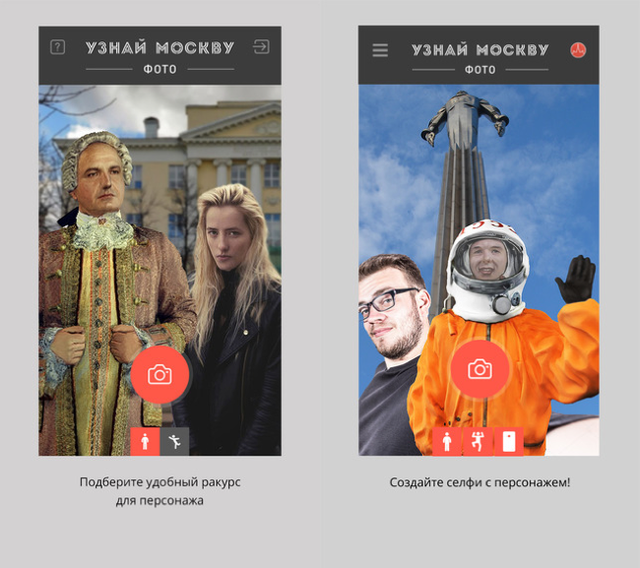 УЗНАЙ МОСКВУ
ФОТО
Подберите удобный ракурс
для персонажа
УЗНАЙ МОСКВУ
ФОТО
Создайте селфи с персонажем!